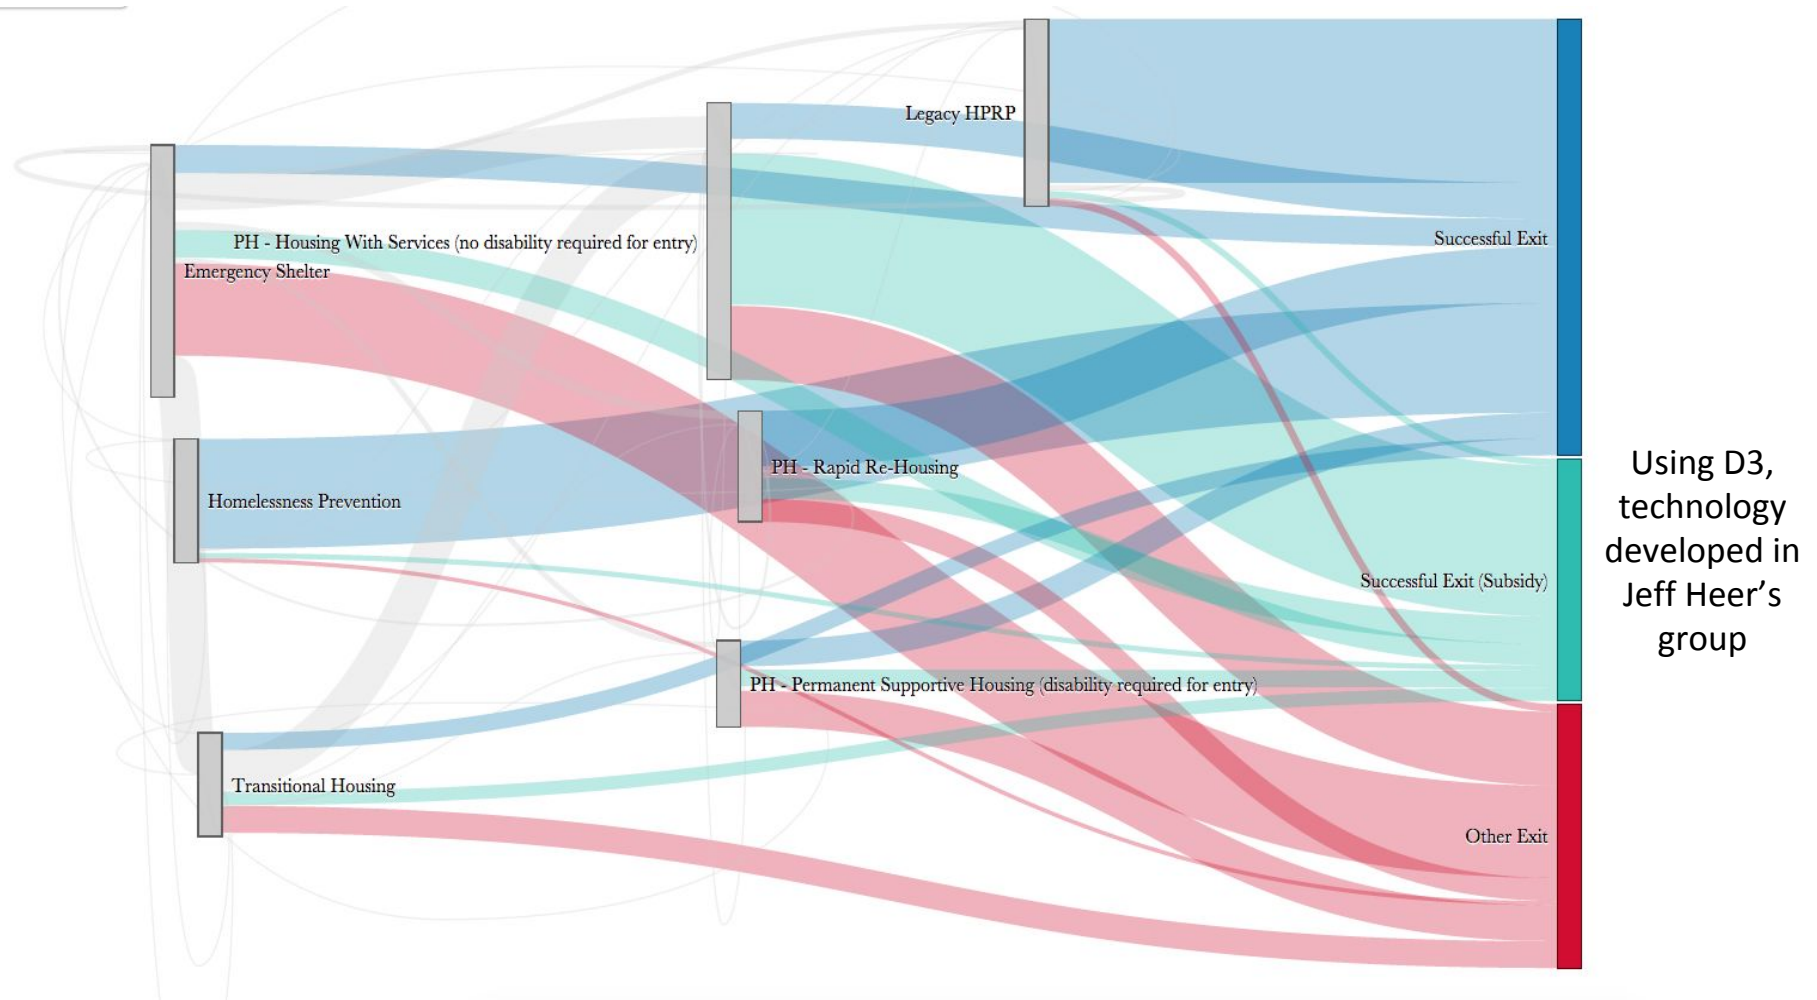 Legacy HPRP
PH - Housing With Services (no disability required for entry)
Successful Exit
Emergency Shelter
PH - Rapid Re-Housing
Homelessness Prevention
Successful Exit (Subsidy)
PH - Permanent Supportive Housing (disability required for entry)
Transitional Housing
Other Exit
Using D3,
technology
developed in
Jeff Heer’s
group